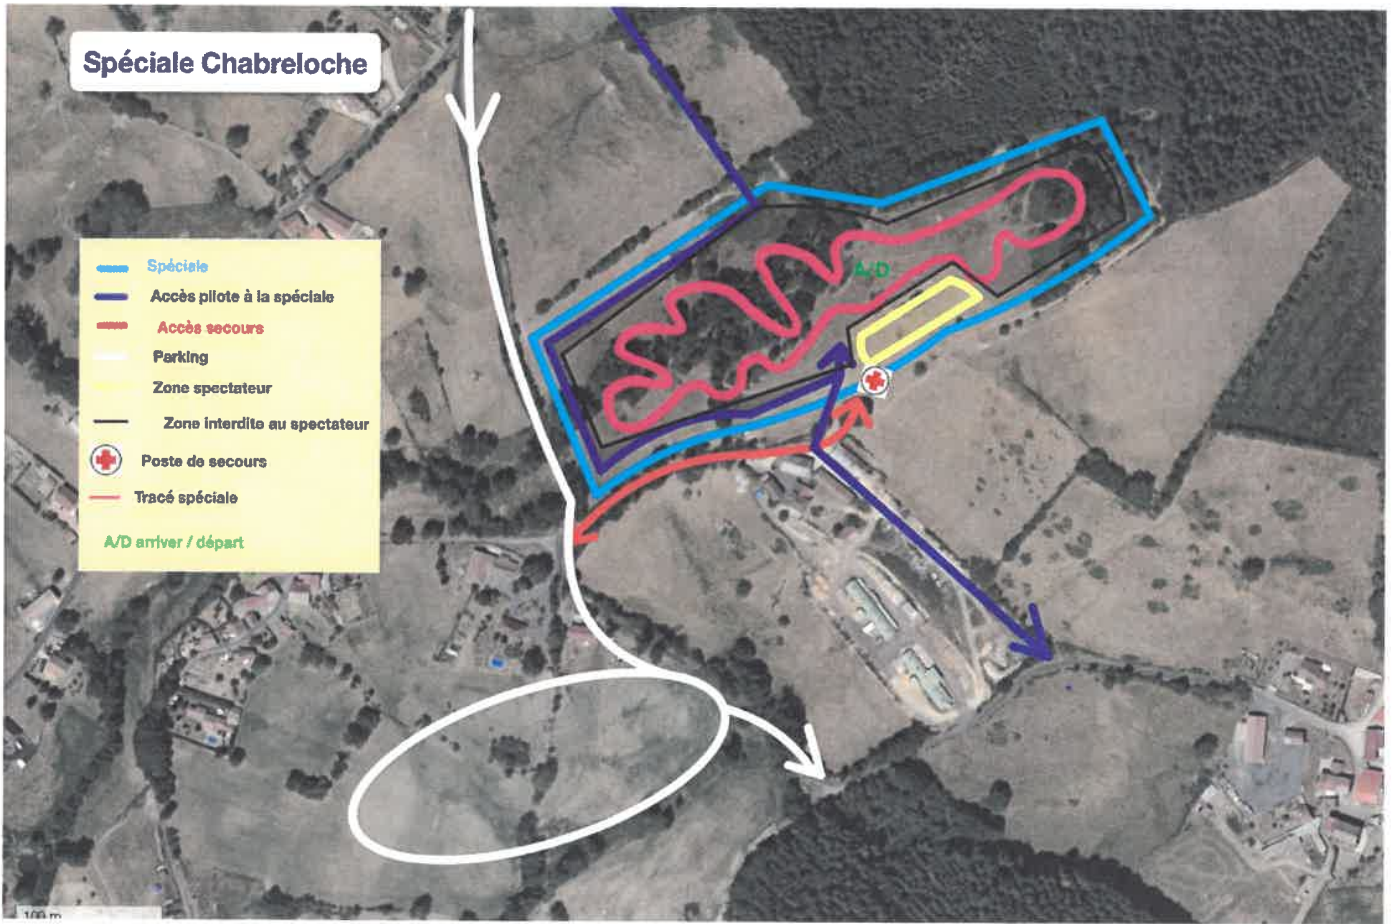 Spéciale Chabreloche
Spéciale
Accès pilote à la spéciale
Accès secours
Parking
Zone spectateur
Zone interdite au spectateur
Poste de secours
Tracé spéciale
A/D arriver / départ
A/D
100 m